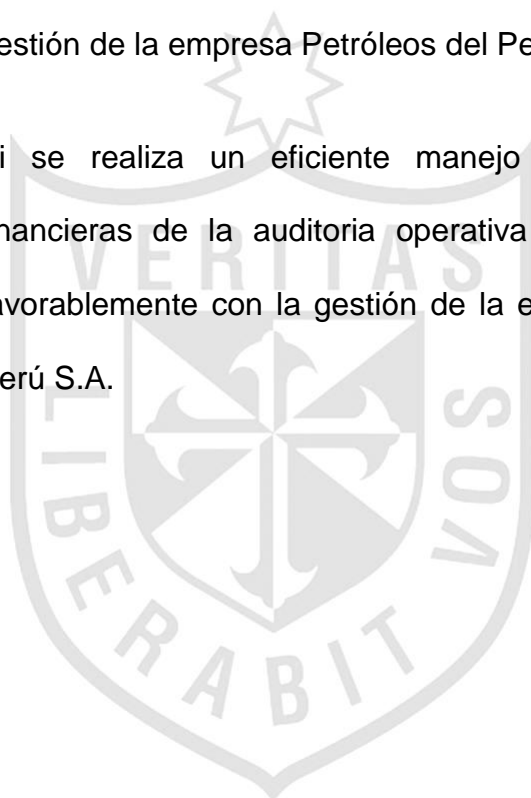 estión de la empresa Petróleos del Pe
i se realiza un eficiente manejo
nancieras de la auditoria operativa
avorablemente con la gestión de la e
erú S.A.
VERITAS
LIBERABIT
VOS